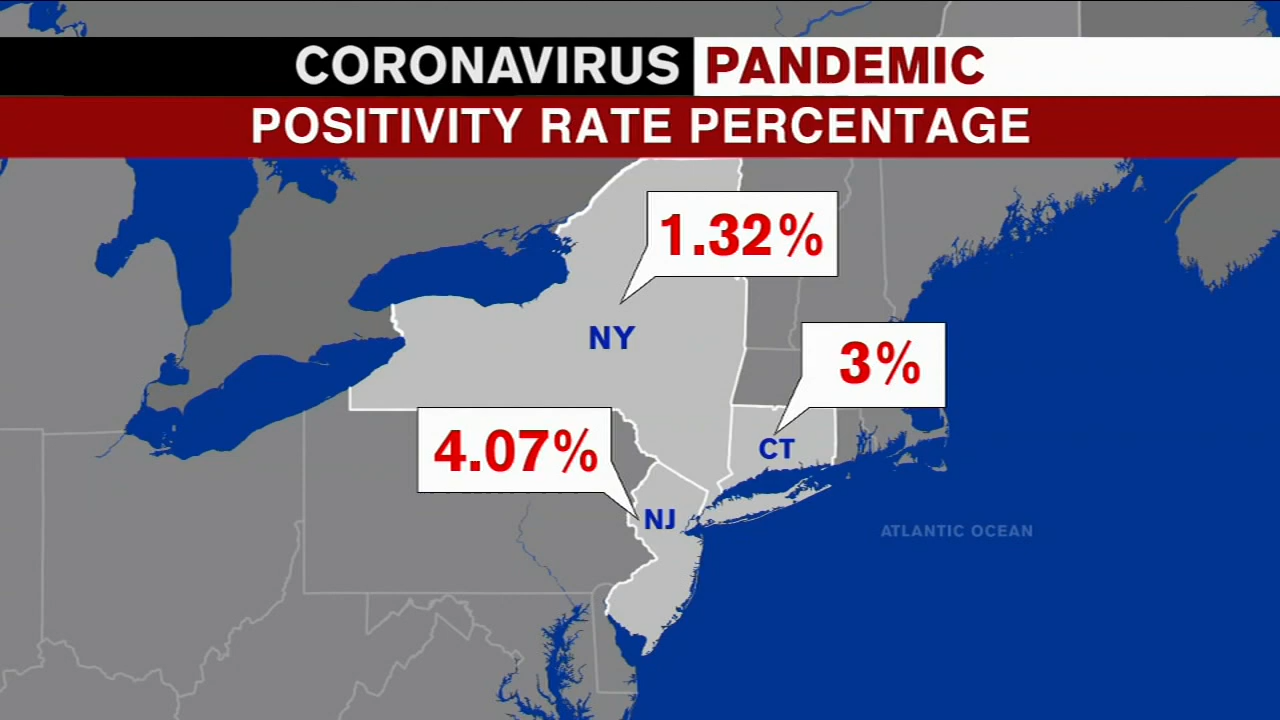 CORONAVIRUS PANDEMIC
POSITIVITY RATE PERCENTAGE
1.32%
NY
3%
CT
4.07%
NJ
ATLANTIC OCEAN